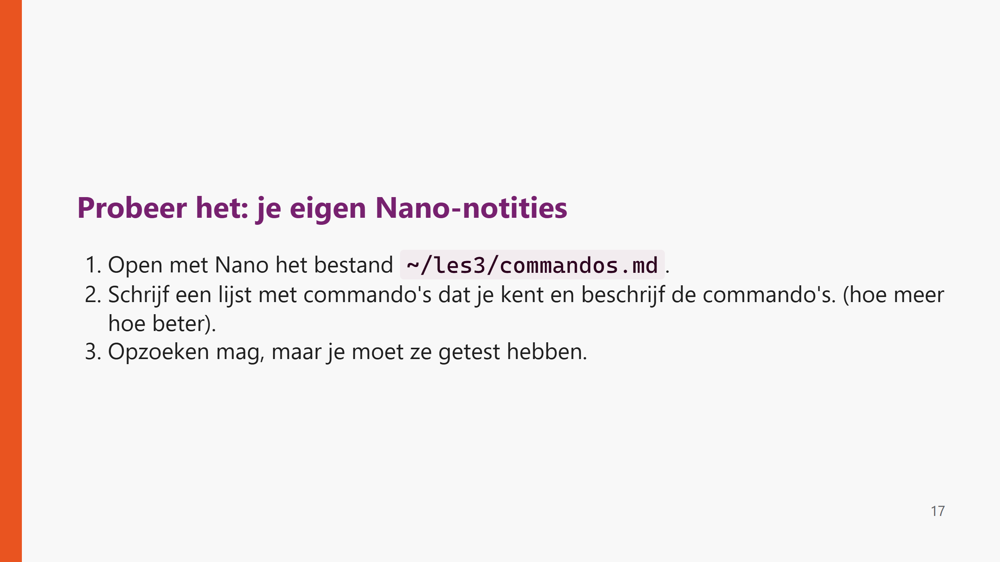 Probeer het: je eigen Nano-notities
1. Open met Nano het bestand ~/les3/commandos.md.
2. Schrijf een lijst met commando's dat je kent en beschrijf de commando's. (hoe meer
hoe beter).
3. Opzoeken mag, maar je moet ze getest hebben.
17